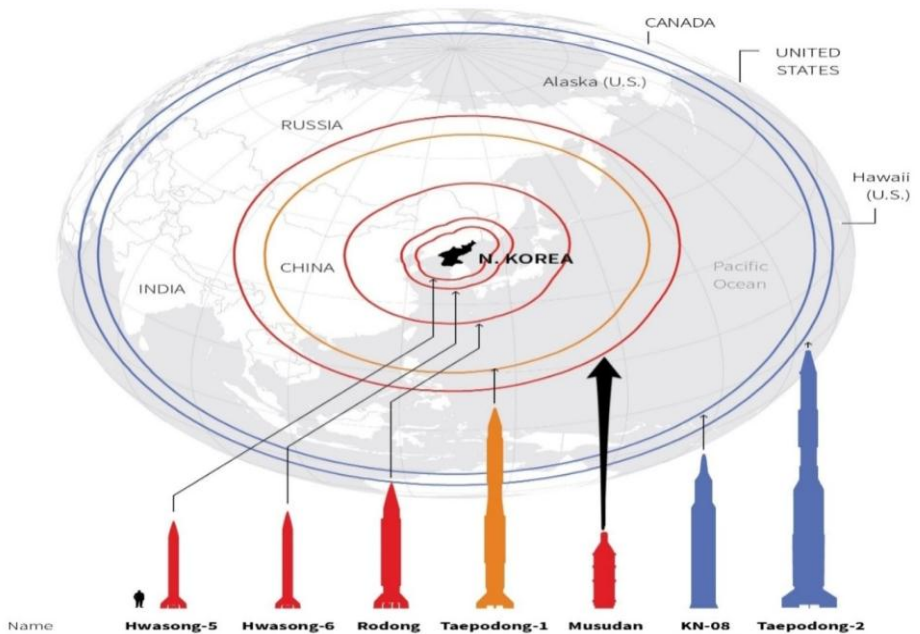 CANADA
UNITED
STATES
Alaska (U.S.)
RUSSIA
Hawaii
(U.S.)
CHINA
N. KOREA
INDIA
Pacific
Ocean
Name
Hwasong-5
Hwasong-6
Rodong
Taepodong-1
Musudan
KN-08
Taepodong-2